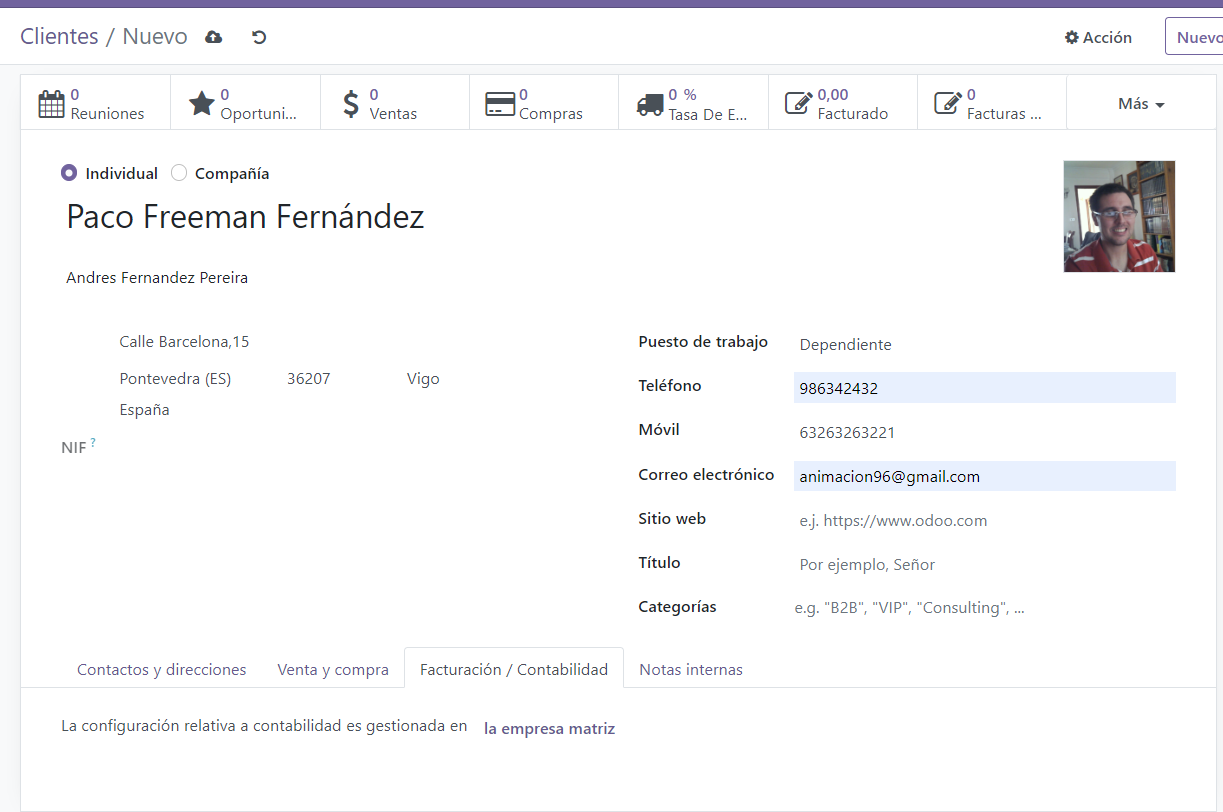 Clientes / Nuevo
Acción
Nuevo
0
Reuniones
0
Oportuni...
$
0
Ventas
0
Compras
0 %
Tasa De E...
0,00
Facturado
0
Facturas ...
Más
Individual
Compañía
Paco Freeman Fernández
Andres Fernandez Pereira
Calle Barcelona,15
Pontevedra (ES) 36207 Vigo
España
NIF ?
Puesto de trabajo Dependiente
Teléfono 986342432
Móvil 63263263221
Correo electrónico animacion96@gmail.com
Sitio web e.j. https://www.odoo.com
Título Por ejemplo, Señor
Categorías e.g. "B2B", "VIP", "Consulting", ...
Contactos y direcciones Venta y compra Facturación / Contabilidad Notas internas
La configuración relativa a contabilidad es gestionada en la empresa matriz